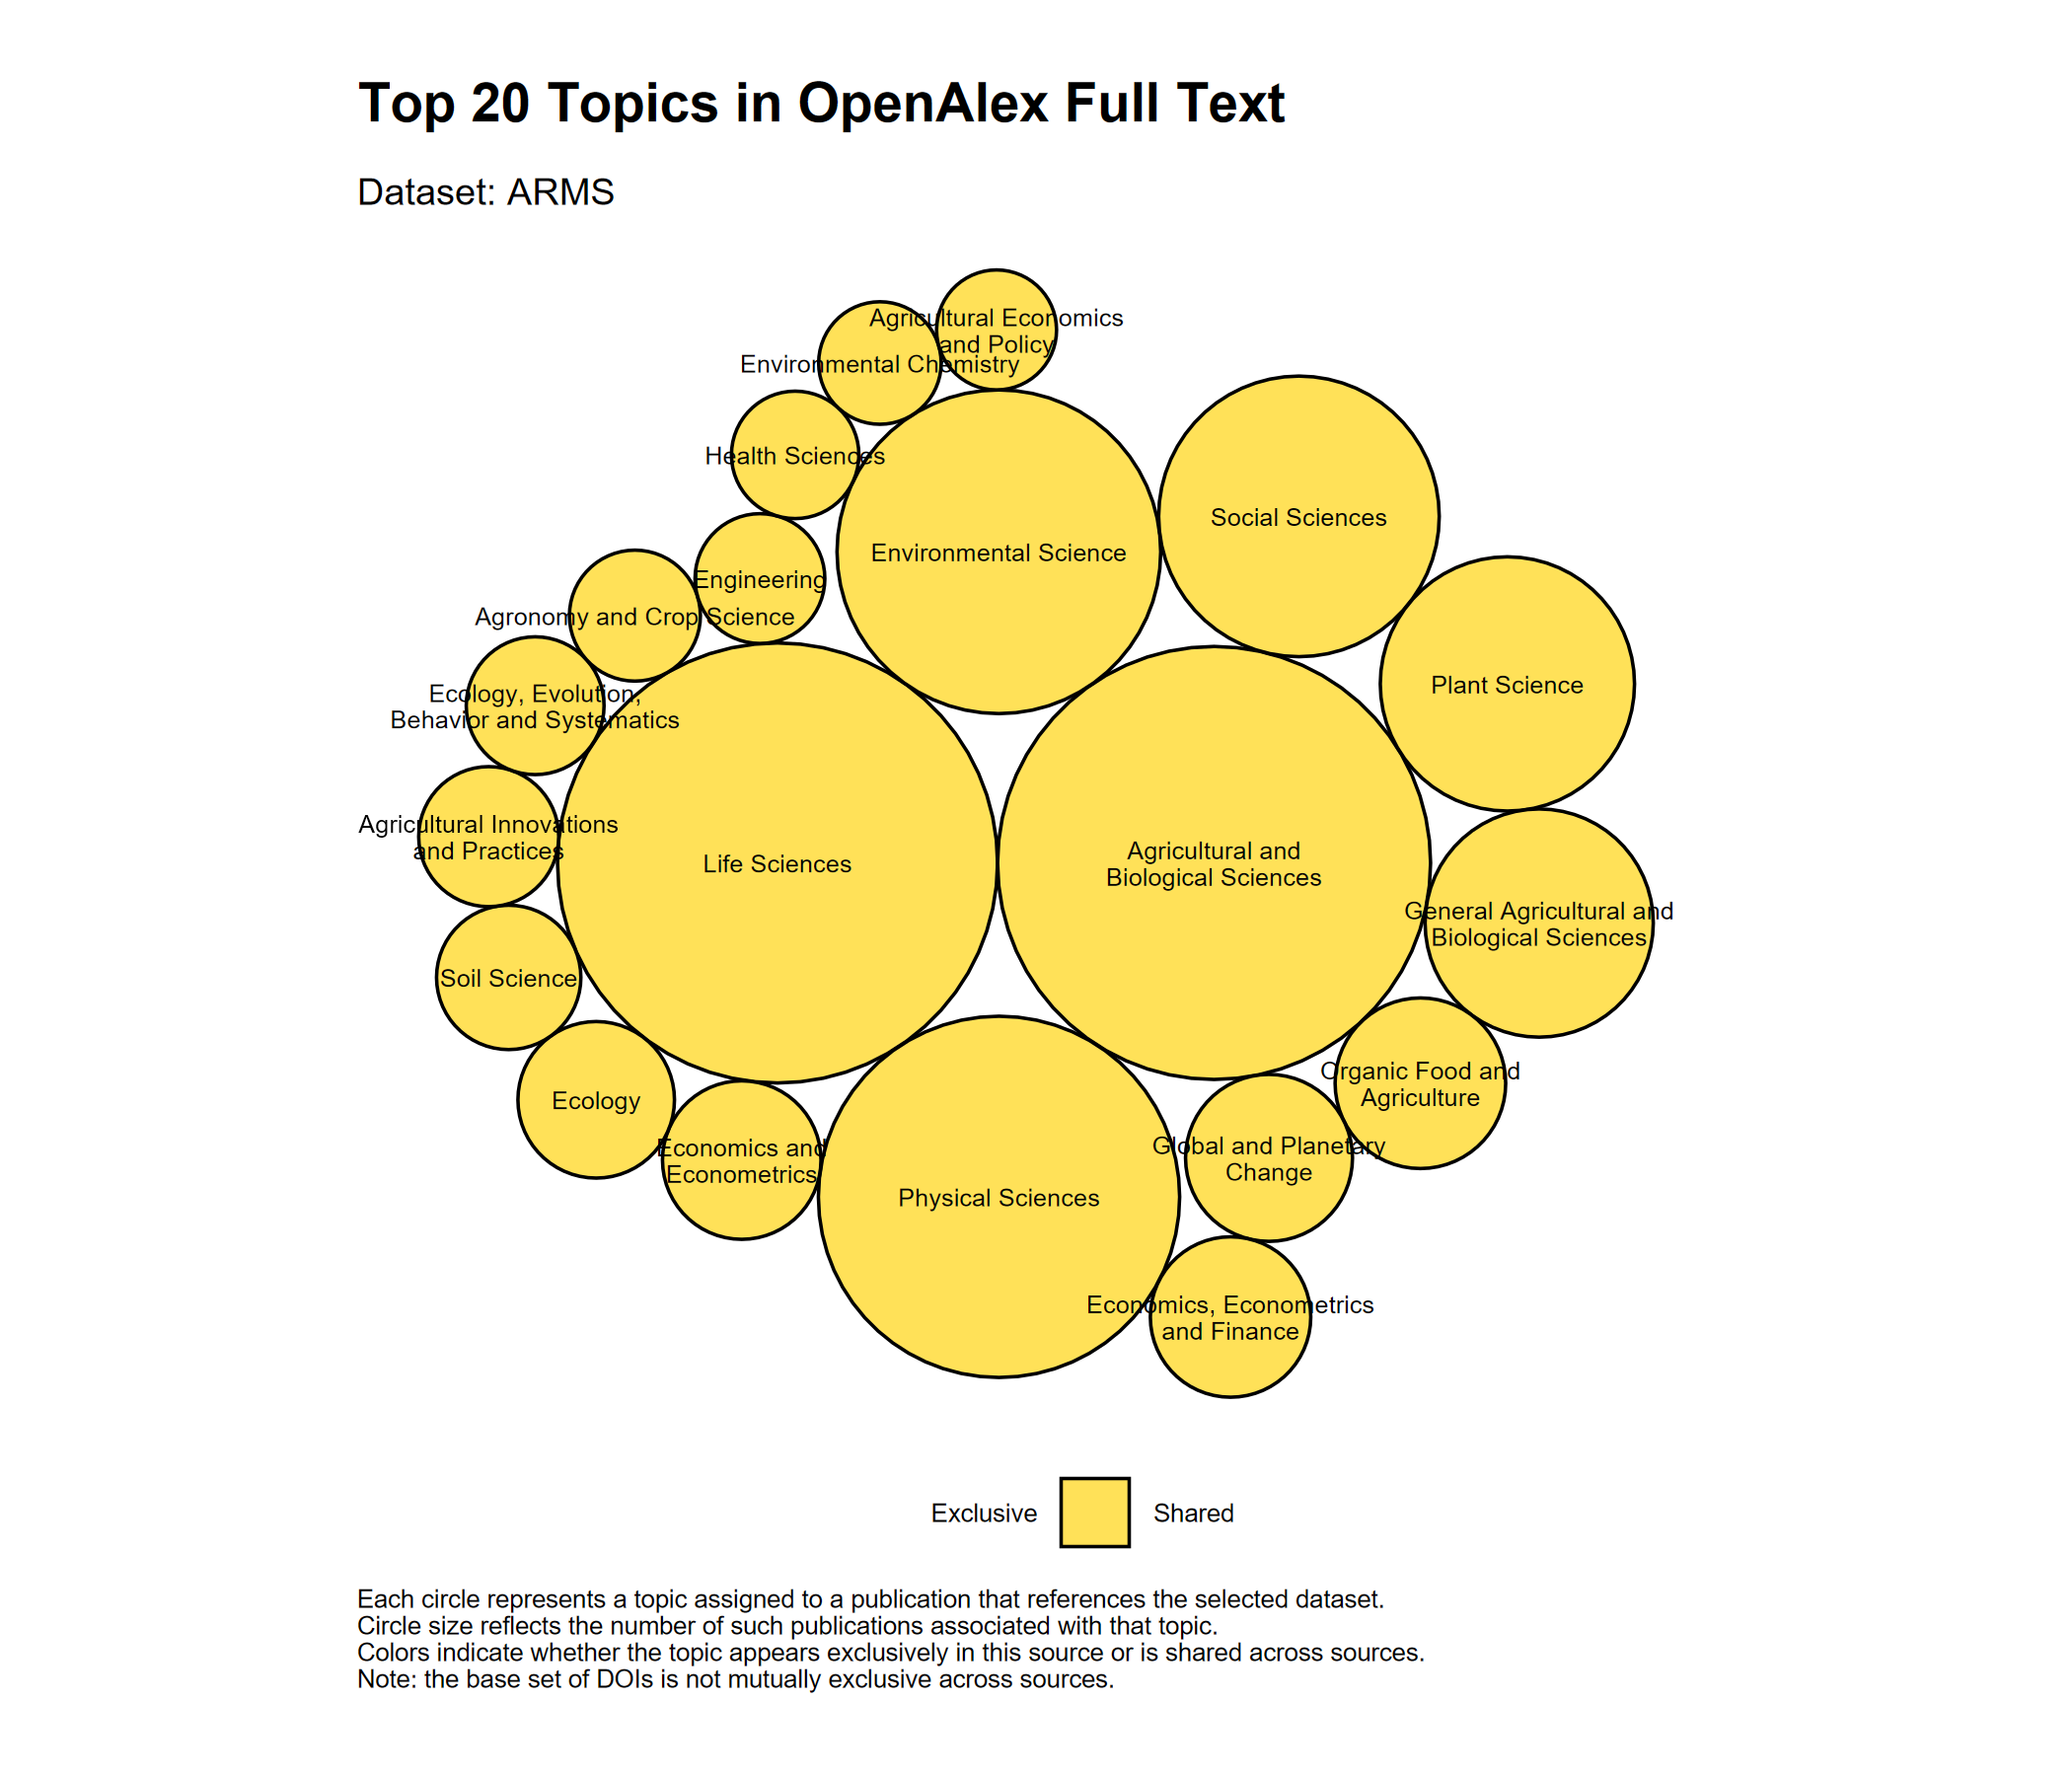 Top 20 Topics in OpenAlex Full Text
Dataset: ARMS
Agricultural Economics
and Policy
Environmental Chemistry
Health Sciences
Social Sciences
Environmental Science
Engineering
Agronomy and Crop Science
Plant Science
Ecology, Evolution,
Behavior and Systematics
Agricultural Innovations
and Practices
Life Sciences
Agricultural and
Biological Sciences
General Agricultural and
Biological Sciences
Soil Science
Organic Food and
Agriculture
Ecology
Economics and
Econometrics
Global and Planetary
Change
Physical Sciences
Economics, Econometrics
and Finance
Exclusive
Shared
Each circle represents a topic assigned to a publication that references the selected dataset.
Circle size reflects the number of such publications associated with that topic.
Colors indicate whether the topic appears exclusively in this source or is shared across sources.
Note: the base set of DOIs is not mutually exclusive across sources.